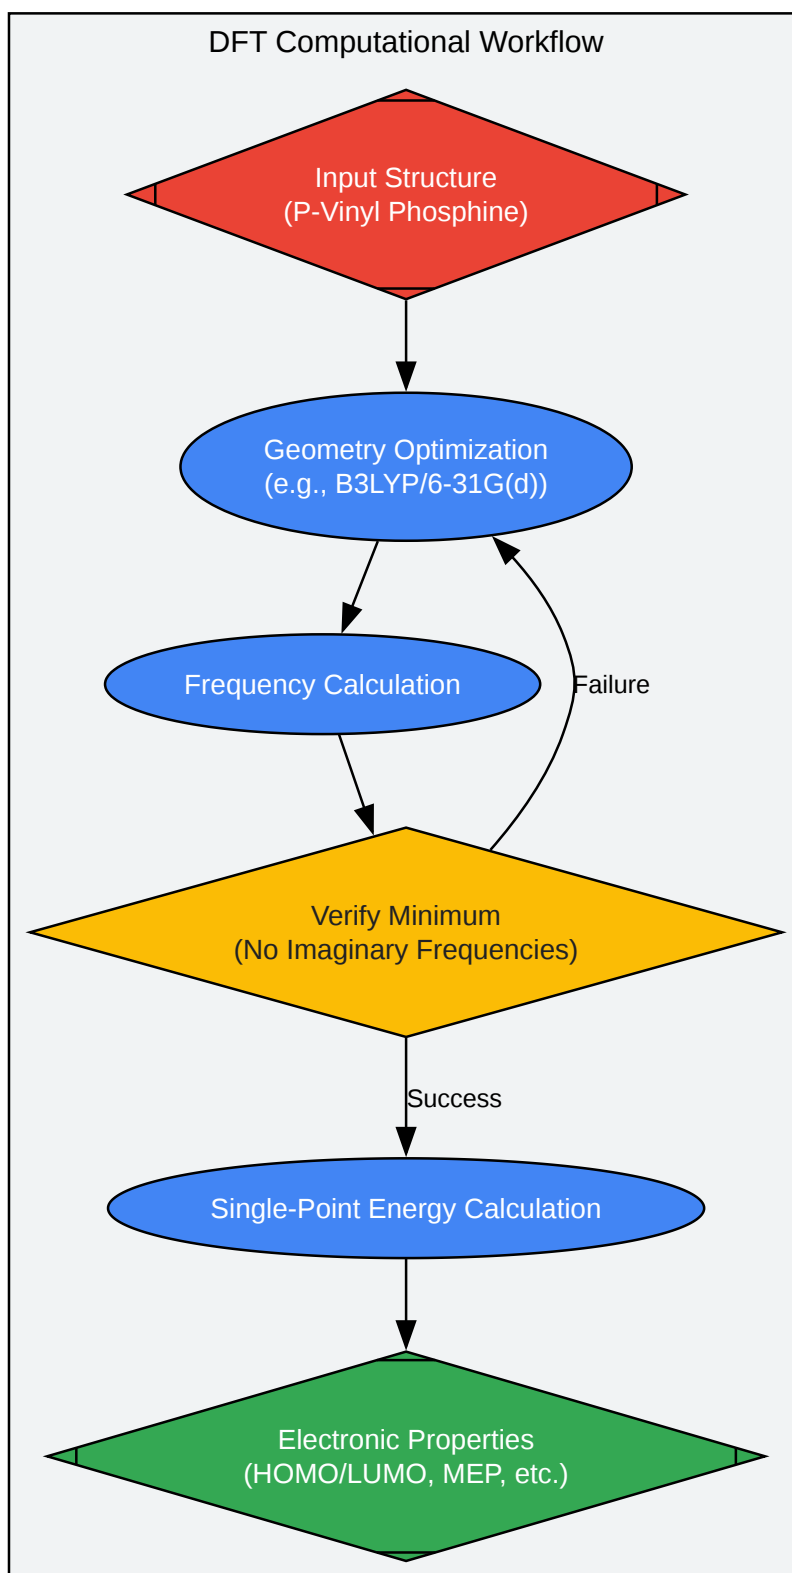 DFT Computational Workflow
Input Structure
(P-Vinyl Phosphine)
Geometry Optimization
(e.g., B3LYP/6-31G(d))
Frequency Calculation
Failure
Verify Minimum
(No Imaginary Frequencies)
Success
Single-Point Energy Calculation
Electronic Properties
(HOMO/LUMO, MEP, etc.)